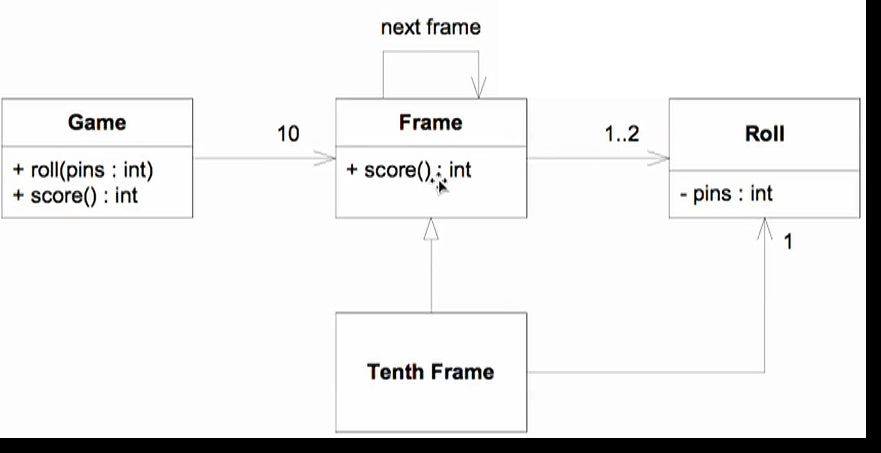 next frame
Game
+ roll(pins : int)
+ score() : int
10
Frame
+ score() : int
1..2
Roll
- pins : int
1
Tenth Frame